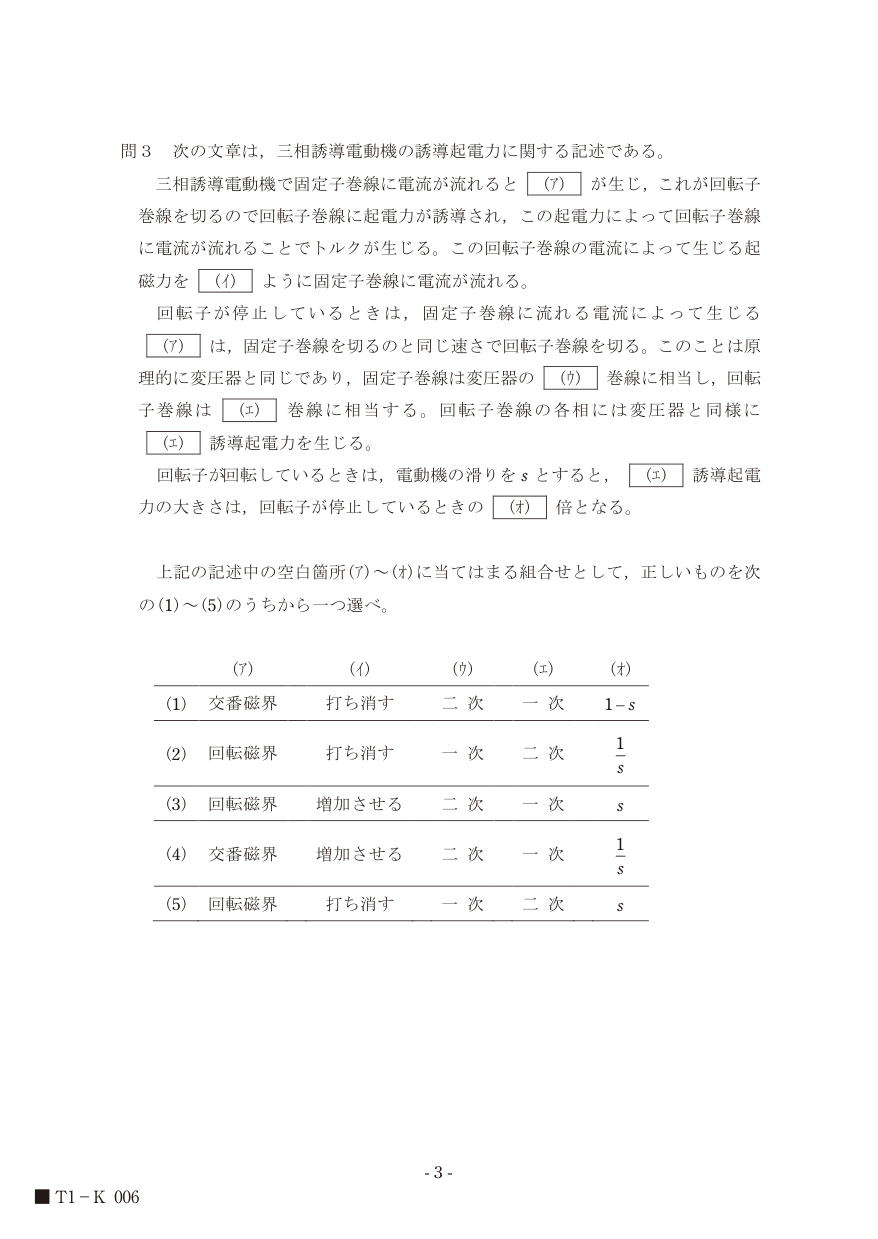 問3 次の文章は，三相誘導電動機の誘導起電力に関する記述である。
三相誘導電動機で固定子巻線に電流が流れると (ア) が生じ，これが回転子
巻線を切るので回転子巻線に起電力が誘導され，この起電力によって回転子巻線
に電流が流れることでトルクが生じる。この回転子巻線の電流によって生じる起
磁力を (イ) ように固定子巻線に電流が流れる。
回転子が停止しているときは，固定子巻線に流れる電流によって生じる
(ア) は，固定子巻線を切るのと同じ速さで回転子巻線を切る。このことは原
理的に変圧器と同じであり，固定子巻線は変圧器の (ウ) 巻線に相当し，回転
子巻線は (エ) 巻線に相当する。回転子巻線の各相には変圧器と同様に
(エ) 誘導起電力を生じる。
回転子が回転しているときは，電動機の滑りを s とすると， (エ) 誘導起電
力の大きさは，回転子が停止しているときの (オ) 倍となる。
上記の記述中の空白箇所(ア)～(オ)に当てはまる組合せとして，正しいものを次
の(1)～(5)のうちから一つ選べ。
(ア) (イ) (ウ) (エ) (オ)
(1) 交番磁界 打ち消す 二 次 一 次 1−s
(2) 回転磁界 打ち消す 一 次 二 次 1/s
(3) 回転磁界 増加させる 二 次 一 次 s
(4) 交番磁界 増加させる 二 次 一 次 1/s
(5) 回転磁界 打ち消す 一 次 二 次 s
- 3 -
■ T1−K 006